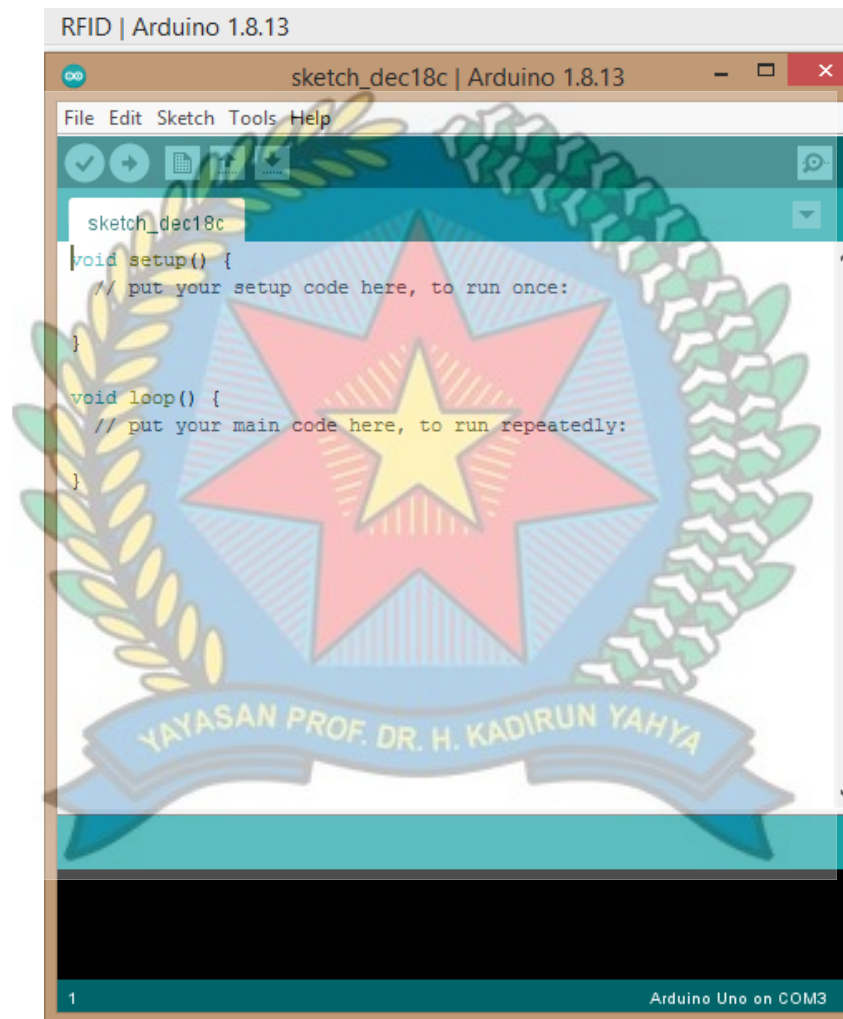 RFID | Arduino 1.8.13
sketch_dec18c | Arduino 1.8.13
File Edit Sketch Tools Help
sketch_dec18c
void setup() {
// put your setup code here, to run once:
}
void loop() {
// put your main code here, to run repeatedly:
}
YAYASAN PROF. DR. H. KADIRUN YAHYA
1
Arduino Uno on COM3